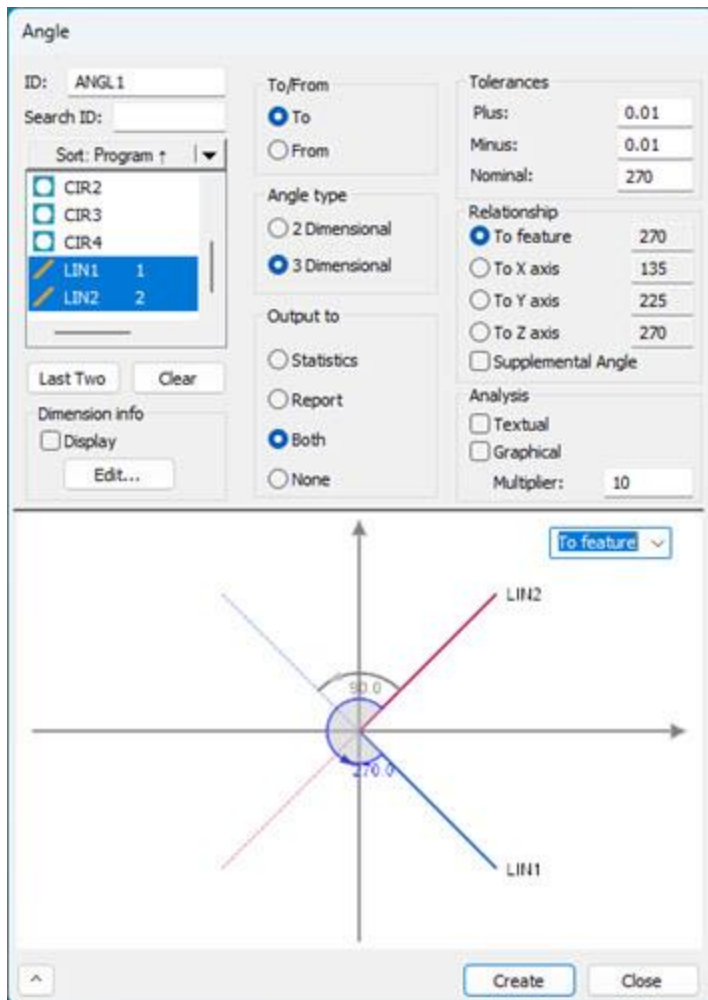 Angle
ID: ANGL1
Search ID:
Sort: Program ↑
CIR2
CIR3
CIR4
LIN1 1
LIN2 2
Last Two Clear
Dimension info
Display
Edit...
To/From
To
From
Angle type
2 Dimensional
3 Dimensional
Output to
Statistics
Report
Both
None
Tolerances
Plus: 0.01
Minus: 0.01
Nominal: 270
Relationship
To feature 270
To X axis 135
To Y axis 225
To Z axis 270
Supplemental Angle
Analysis
Textual
Graphical
Multiplier: 10
To feature
LIN2
90.0
270.0
LIN1
Create Close